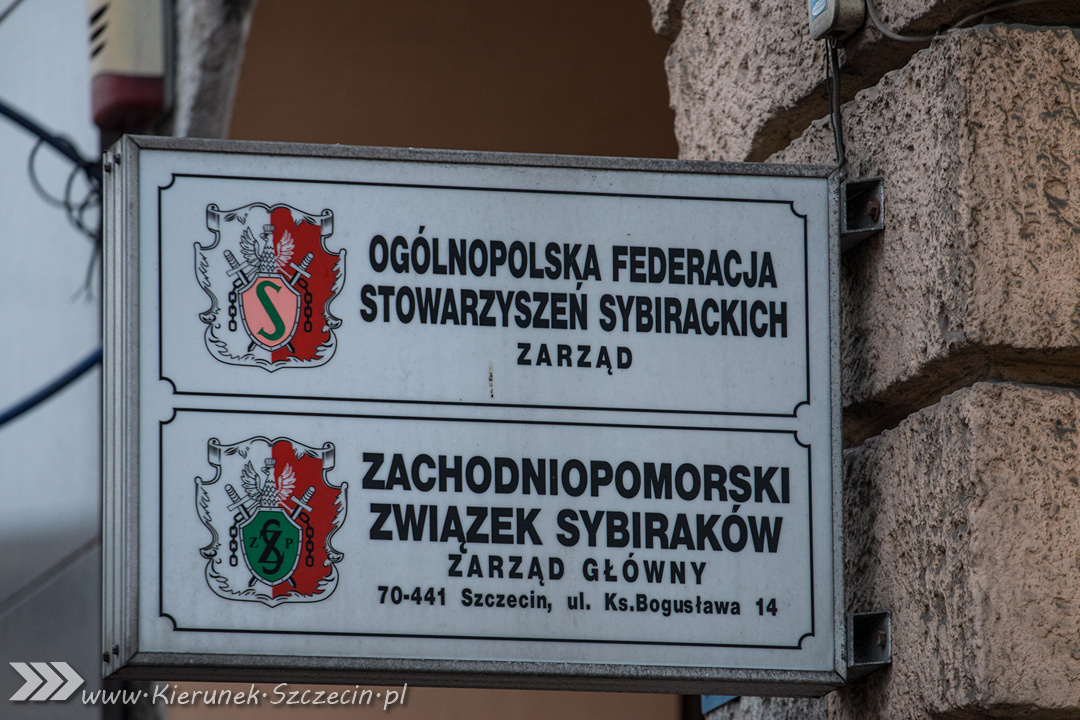 S
OGÓLNOPOLSKA FEDERACJA
STOWARZYSZEŃ SYBIRACKICH
ZARZĄD
ZACHODNIOPOMORSKI
ZWIĄZEK SYBIRAKÓW
ZARZĄD GŁÓWNY
70-441 Szczecin, ul. Ks.Bogusława 14
www.Kierunek.Szczecin.pl